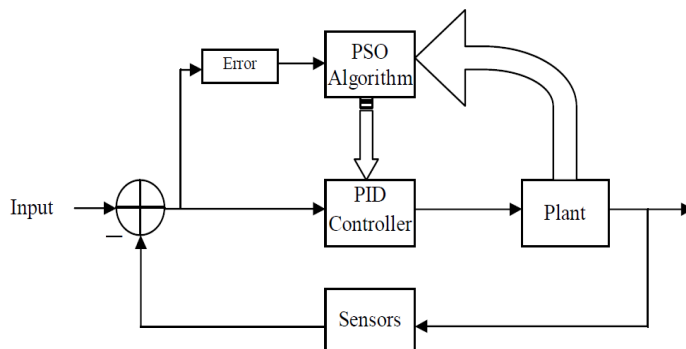 PSO
Algorithm
Error
Input
PID
Controller
Plant
Sensors